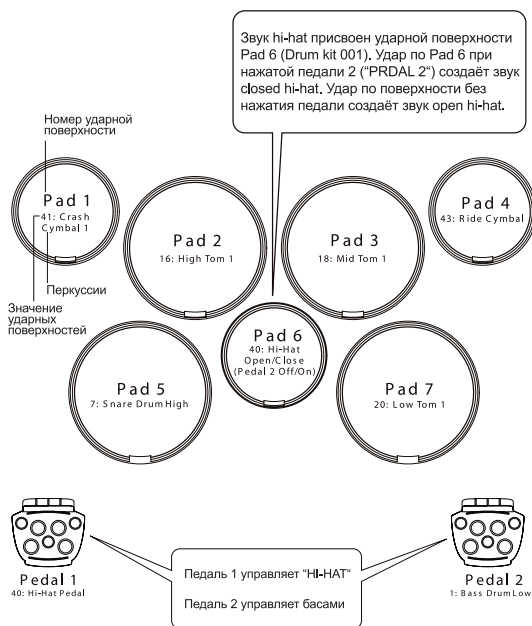 Звук hi-hat присвоен ударной поверхности
Pad 6 (Drum kit 001). Удар по Pad 6 при
нажатой педали 2 (“PRDAL 2“) создаёт звук
closed hi-hat. Удар по поверхности без
нажатия педали создаёт звук open hi-hat.
Номер ударной
поверхности
Pad 1
41: Crash
Cymbal 1
Перкуссии
Значение
ударных
поверхностей
Pad 2
16: High Tom 1
Pad 3
18: Mid Tom 1
Pad 4
43: Ride Cymbal
Pad 5
7: Snare Drum High
Pad 6
40: Hi-Hat
Open/Close
(Pedal 2 Off/On)
Pad 7
20: Low Tom 1
Pedal 1
40: Hi-Hat Pedal
Педаль 1 управляет “HI-HAT“
Педаль 2 управляет басами
Pedal 2
1: Bass Drum Low